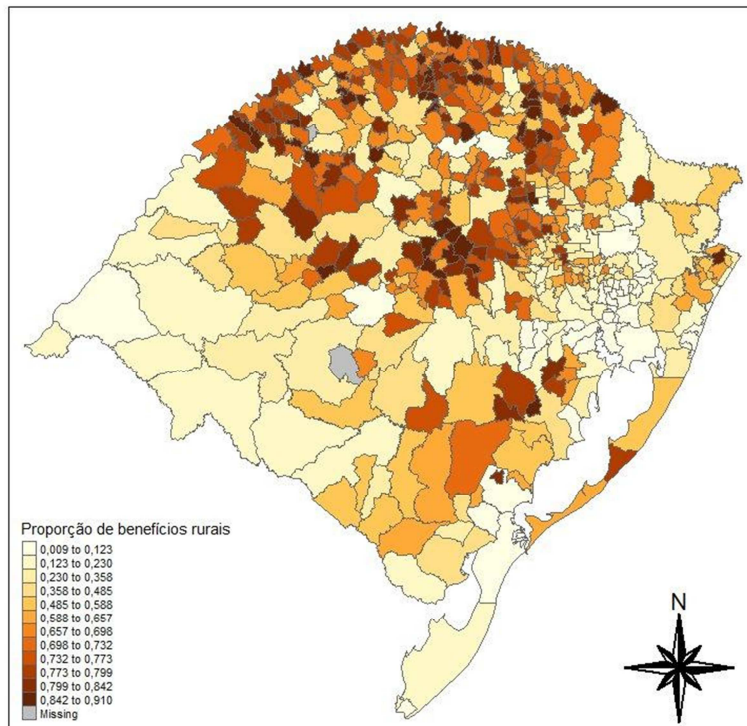 Proporção de benefícios rurais
0,009 to 0,123
0,123 to 0,230
0,230 to 0,358
0,358 to 0,485
0,485 to 0,588
0,588 to 0,657
0,657 to 0,698
0,698 to 0,732
0,732 to 0,773
0,773 to 0,799
0,799 to 0,842
0,842 to 0,910
Missing
N